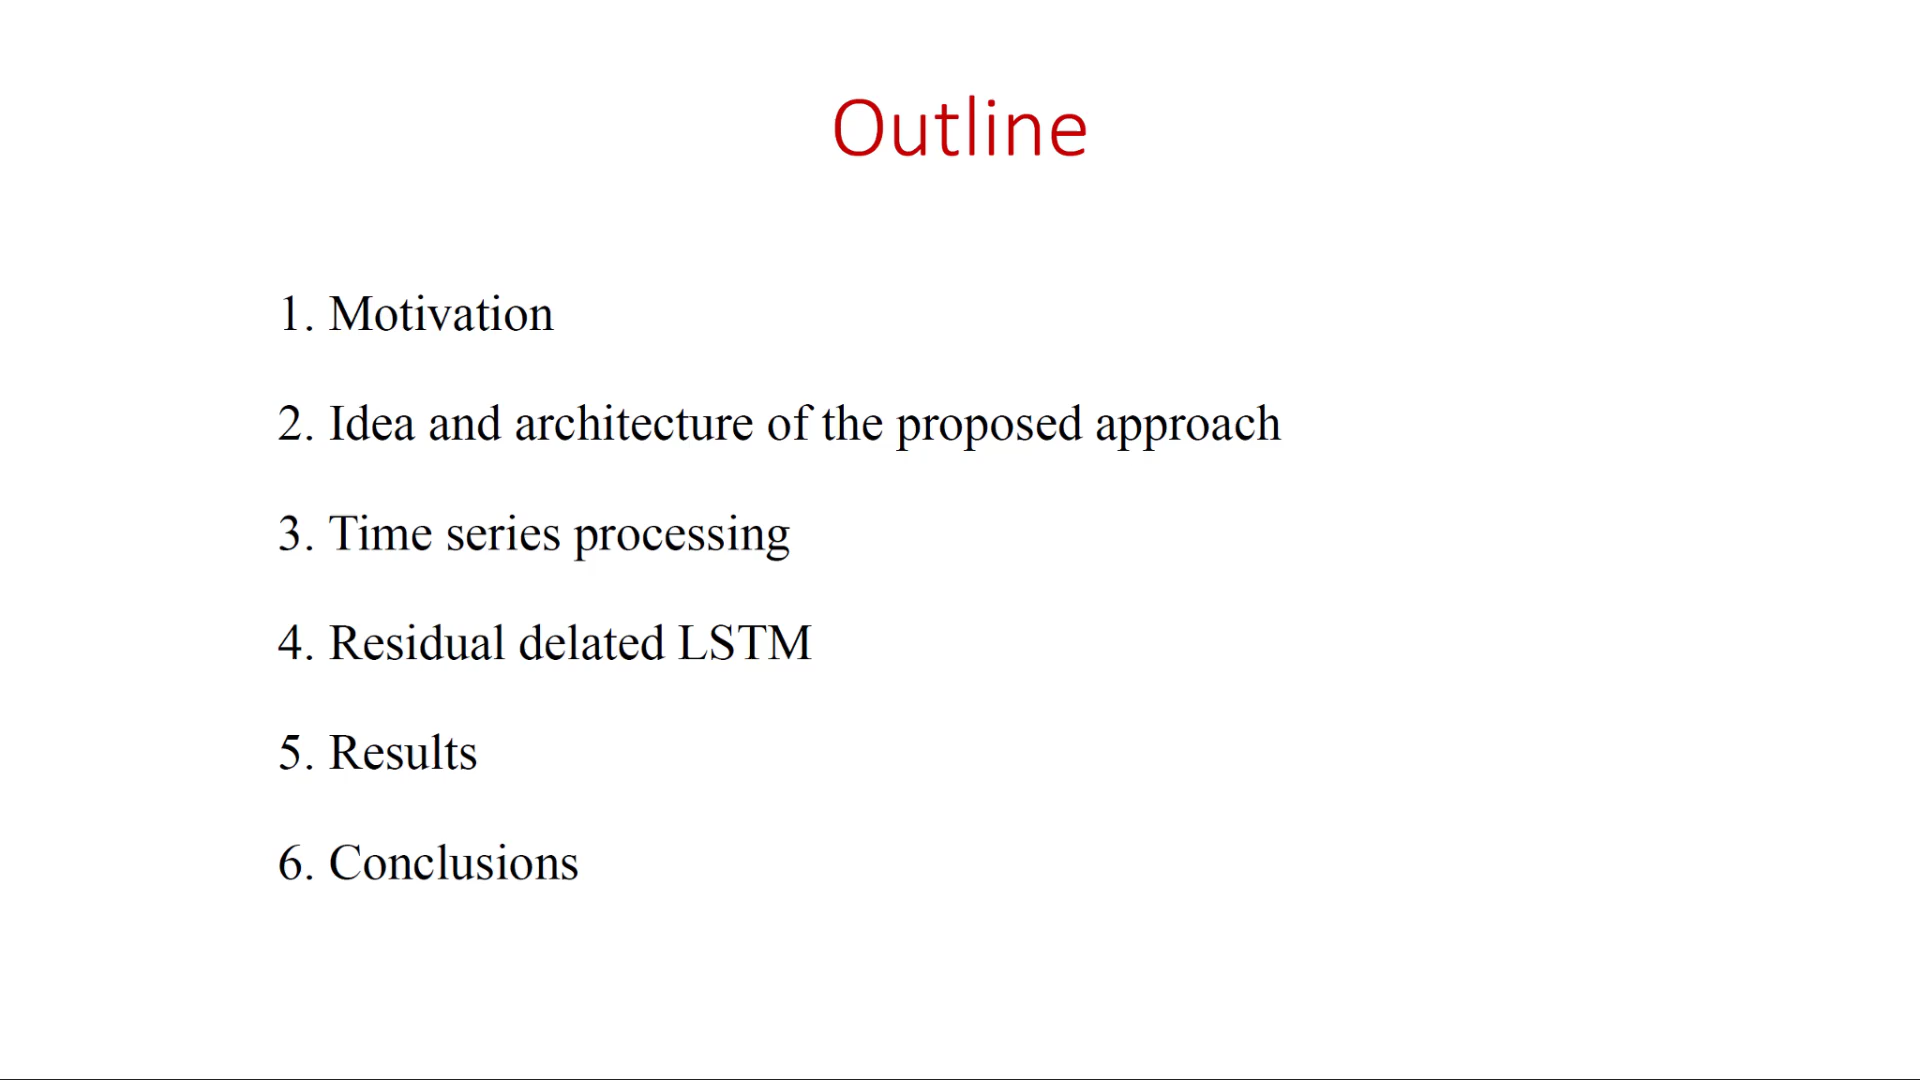 Outline
1. Motivation
2. Idea and architecture of the proposed approach
3. Time series processing
4. Residual delated LSTM
5. Results
6. Conclusions